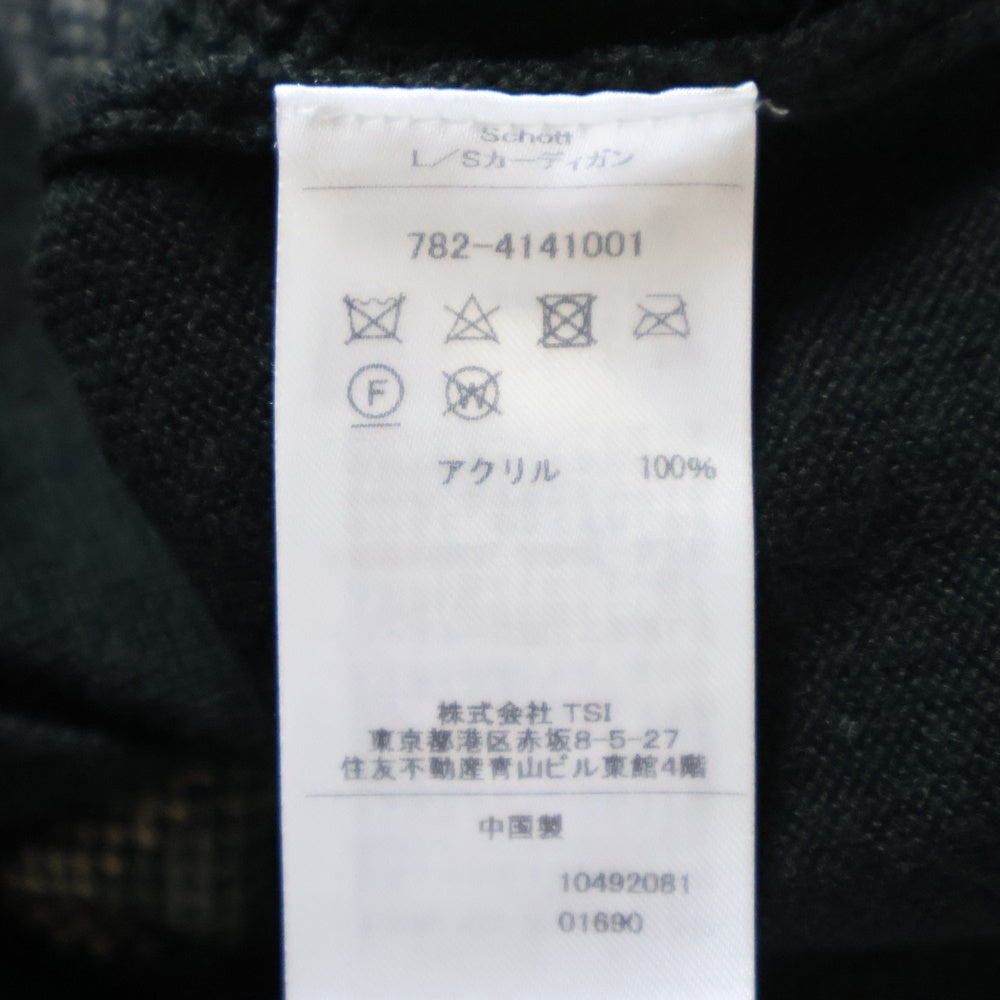 Schott
L／Sカーディガン
782-4141001
F
W
アクリル 100%
株式会社 TSI
東京都港区赤坂8-5-27
住友不動産青山ビル東館4階
中国製
10492081
01690